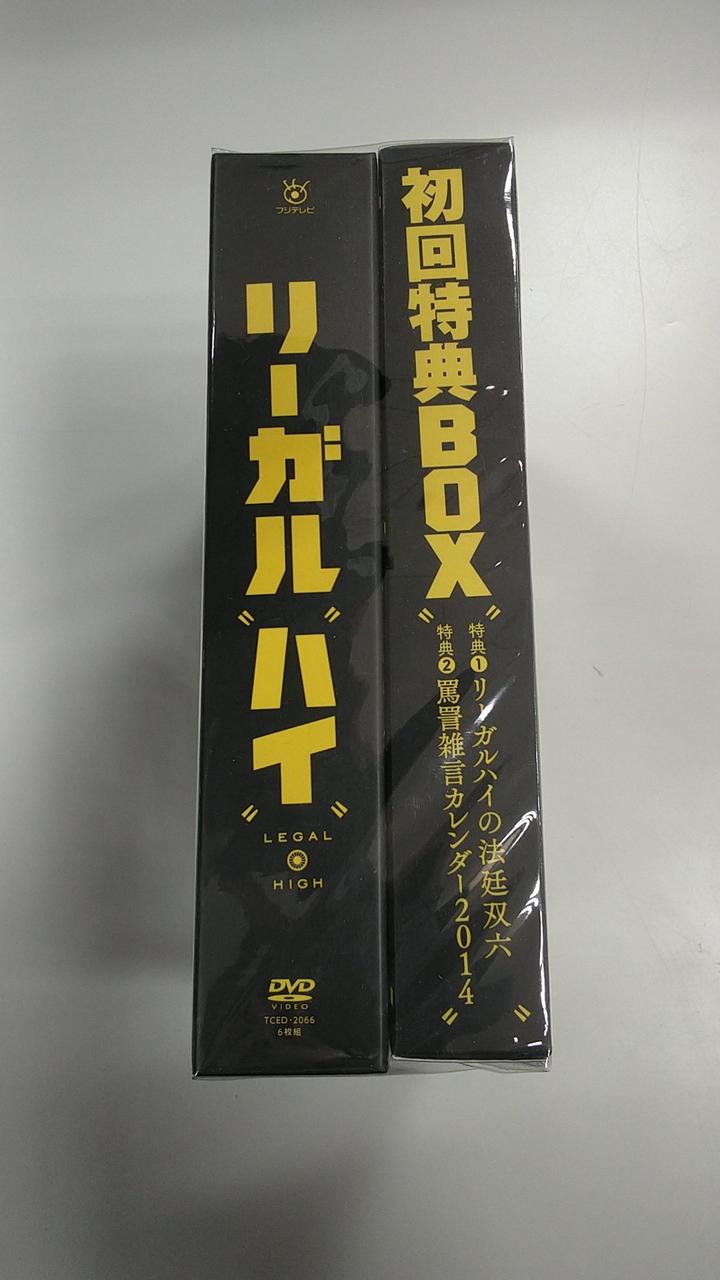 フジテレビ
リーガル
"ハイ"
LEGAL
HIGH
DVD
VIDEO
TCED-2066
6枚組
初回特典BOX
"特典1リーガルハイの法廷双六
特典2罵詈雑言カレンダー2014"